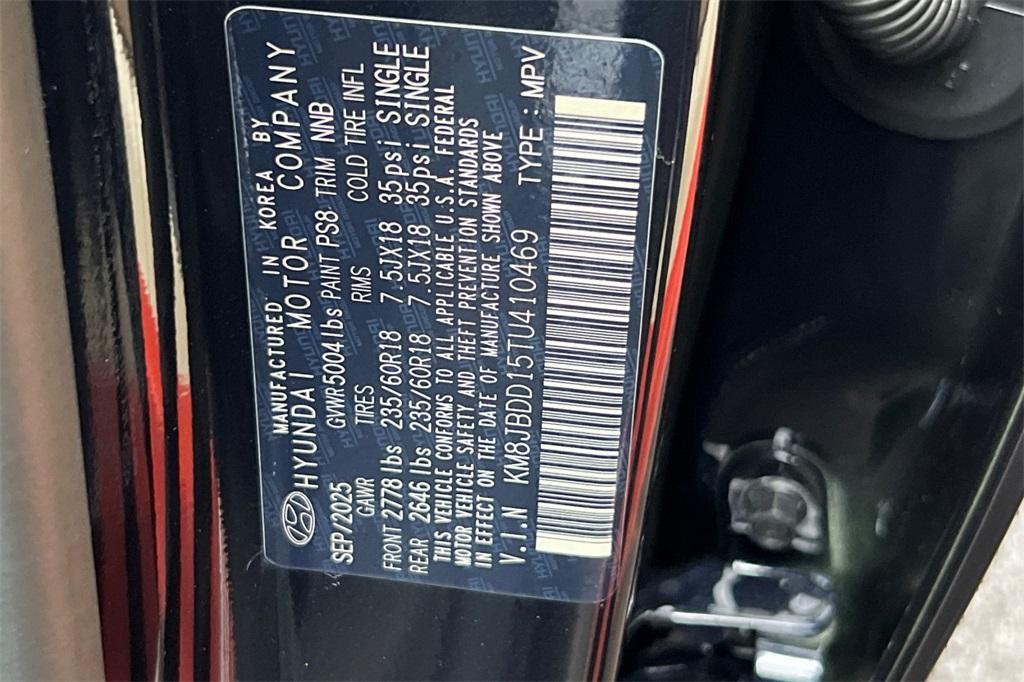 MANUFACTURED IN KOREA BY
HYUNDAI MOTOR COMPANY
SEP/2025 GVWR 5004 lbs PAINT PS8 TRIM NNB
GAWR TIRES RIMS COLD TIRE INFL
FRONT 2778 lbs 235/60R18 7.5JX18 35psi SINGLE
REAR 2646 lbs 235/60R18 7.5JX18 35psi SINGLE
THIS VEHICLE CONFORMS TO ALL APPLICABLE U.S.A. FEDERAL
MOTOR VEHICLE SAFETY AND THEFT PREVENTION STANDARDS
IN EFFECT ON THE DATE OF MANUFACTURE SHOWN ABOVE
V.I.N KM8JBDD15TU410469 TYPE : MPV